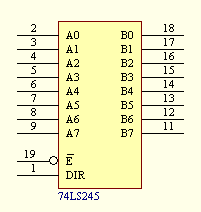 2 A0 B0 18
3 A1 B1 17
4 A2 B2 16
5 A3 B3 15
6 A4 B4 14
7 A5 B5 13
8 A6 B6 12
9 A7 B7 11
19 E̅
1 DIR
74LS245